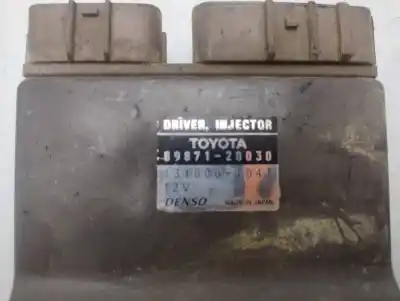 DRIVER, INJECTOR
TOYOTA
89871-20030
12V
DENSO MADE IN JAPAN